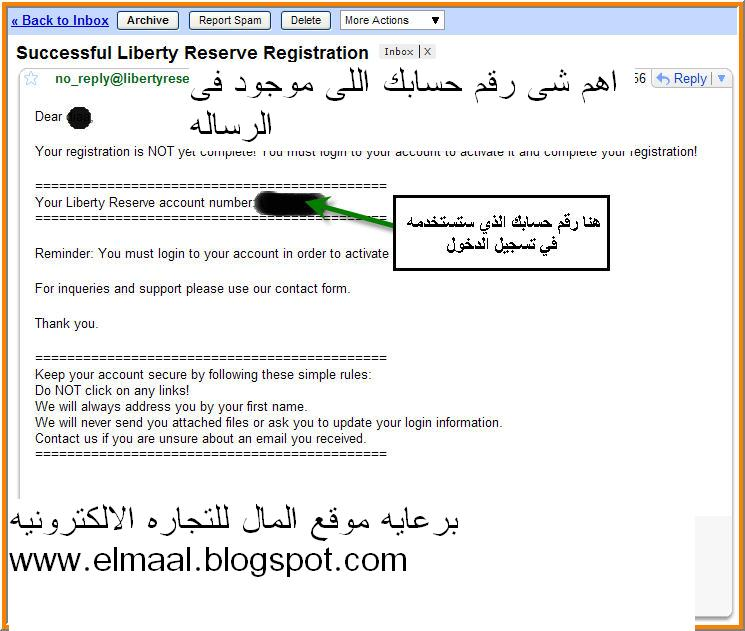 « Back to Inbox Archive Report Spam Delete More Actions
Successful Liberty Reserve Registration Inbox X
no_reply@libertyrese 56 Reply
اهم شى رقم حسابك اللى موجود فى
الرساله
Dear
Your registration is NOT yet complete! You must login to your account to activate it and complete your registration!
============================================
Your Liberty Reserve account number:
============================================
هنا رقم حسابك الذي ستستخدمه
في تسجيل الدخول
Reminder: You must login to your account in order to activate
For inqueries and support please use our contact form.
Thank you.
============================================
Keep your account secure by following these simple rules:
Do NOT click on any links!
We will always address you by your first name.
We will never send you attached files or ask you to update your login information.
Contact us if you are unsure about an email you received.
============================================
برعايه موقع المال للتجاره الالكترونيه
www.elmaal.blogspot.com